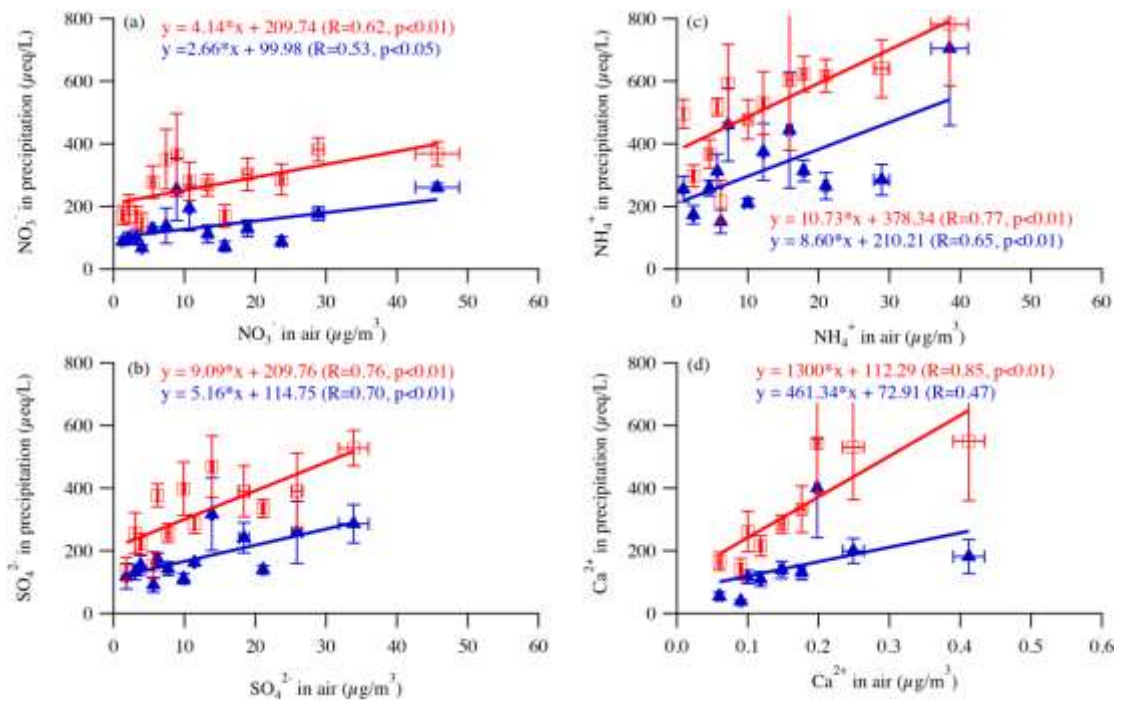 (a)
y = 4.14*x + 209.74 (R=0.62, p<0.01)
y =2.66*x + 99.98 (R=0.53, p<0.05)
800
600
400
200
0
NO₃⁻ in precipitation (μeq/L)
0 10 20 30 40 50 60
NO₃⁻ in air (μg/m³)
(c)
800
600
400
200
0
NH₄⁺ in precipitation (μeq/L)
y = 10.73*x + 378.34 (R=0.77, p<0.01)
y = 8.60*x + 210.21 (R=0.65, p<0.01)
0 10 20 30 40 50 60
NH₄⁺ in air (μg/m³)
(b)
y = 9.09*x + 209.76 (R=0.76, p<0.01)
y = 5.16*x + 114.75 (R=0.70, p<0.01)
800
600
400
200
0
SO₄²⁻ in precipitation (μeq/L)
0 10 20 30 40 50 60
SO₄²⁻ in air (μg/m³)
(d)
y = 1300*x + 112.29 (R=0.85, p<0.01)
y = 461.34*x + 72.91 (R=0.47)
800
600
400
200
0
Ca²⁺ in precipitation (μeq/L)
0.0 0.1 0.2 0.3 0.4 0.5 0.6
Ca²⁺ in air (μg/m³)